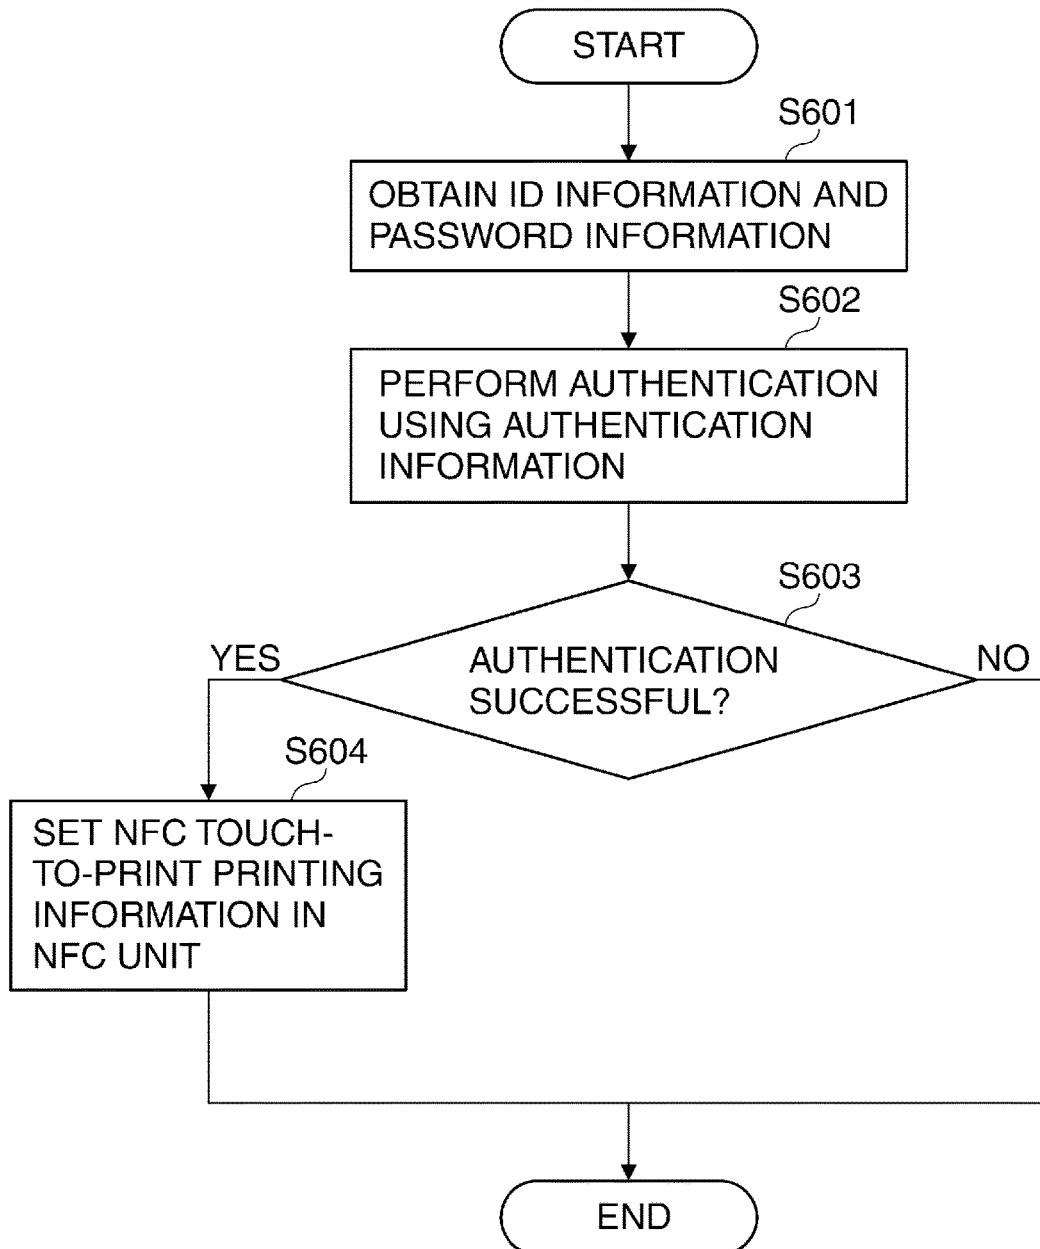 START
S601
OBTAIN ID INFORMATION AND
PASSWORD INFORMATION
S602
PERFORM AUTHENTICATION
USING AUTHENTICATION
INFORMATION
S603
YES
AUTHENTICATION
SUCCESSFUL?
NO
S604
SET NFC TOUCH-
TO-PRINT PRINTING
INFORMATION IN
NFC UNIT
END